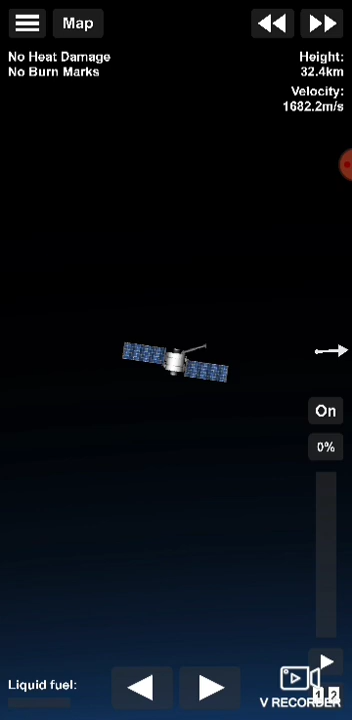 Map
No Heat Damage
No Burn Marks
Height:
32.4km
Velocity:
1682.2m/s
On
0%
Liquid fuel:
V RECORDER